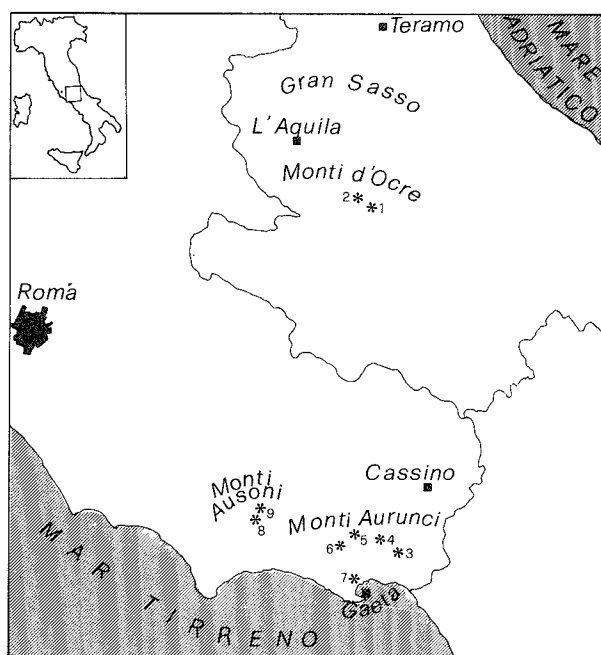 Teramo
MARE
ADRIATICO
Gran Sasso
L'Aquila
Monti d'Ocre
2 * * 1
Roma
Monti
Ausoni
* 9
* 8
Cassino
Monti Aurunci
6 * * 5 * 4 * 3
7 *
Gaeta
MAR TIRRENO